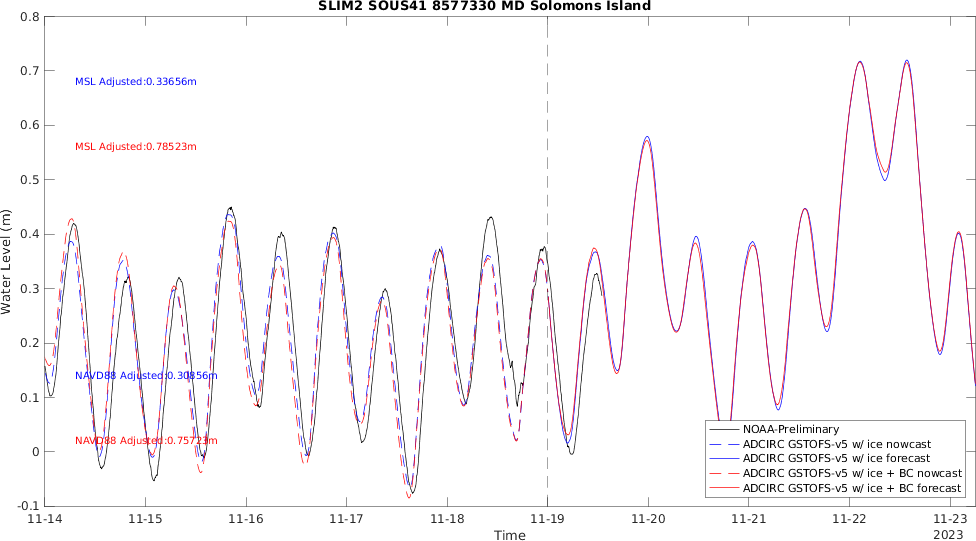 SLIM2 SOUS41 8577330 MD Solomons Island
0.8
0.7
0.6
0.5
0.4
0.3
0.2
0.1
0
-0.1
Water Level (m)
MSL Adjusted:0.33656m
MSL Adjusted:0.78523m
NAVD88 Adjusted:0.30856m
NAVD88 Adjusted:0.75723m
NOAA-Preliminary
ADCIRC GSTOFS-v5 w/ ice nowcast
ADCIRC GSTOFS-v5 w/ ice forecast
ADCIRC GSTOFS-v5 w/ ice + BC nowcast
ADCIRC GSTOFS-v5 w/ ice + BC forecast
11-14 11-15 11-16 11-17 11-18 11-19 11-20 11-21 11-22 11-23
2023
Time